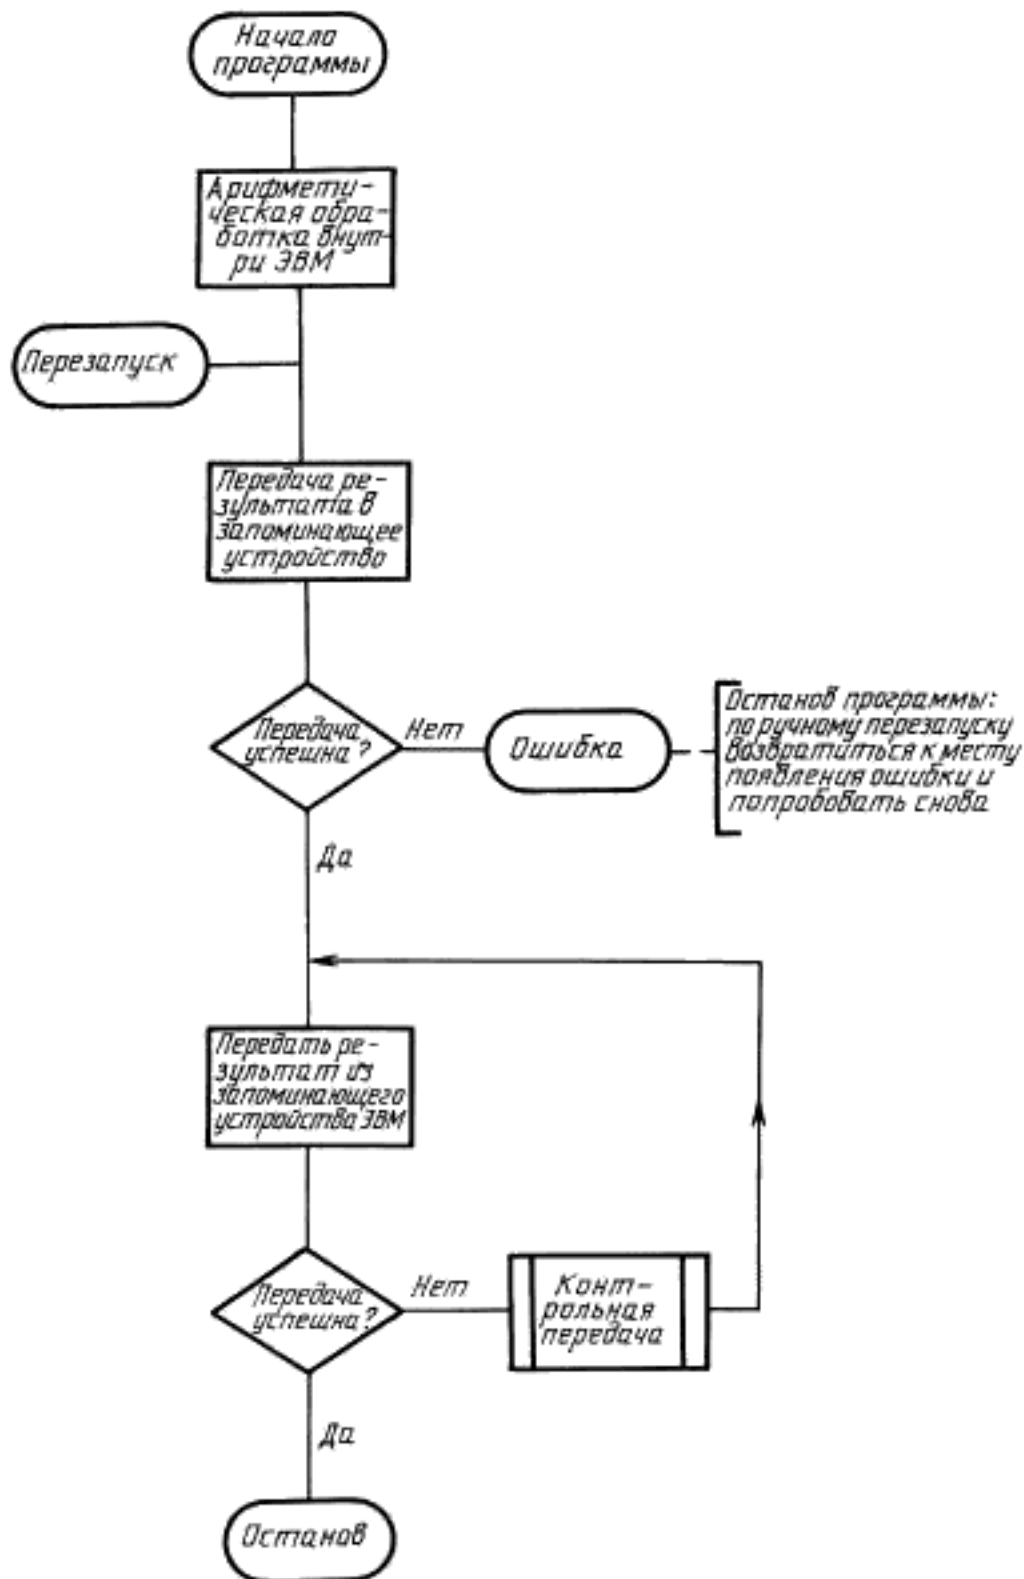 Начало
программы
Арифмети-
ческая обра-
ботка внут-
ри ЭВМ
Перезапуск
Передача ре-
зультата в
запоминающее
устройство
Передача
успешна?
Нет
Ошибка
Останов программы:
по ручному перезапуску
возвратиться к месту
появления ошибки и
попробовать снова
Да
Передать ре-
зультат из
запоминающего
устройства ЭВМ
Передача
успешна?
Нет
Конт-
рольная
передача
Да
Останов